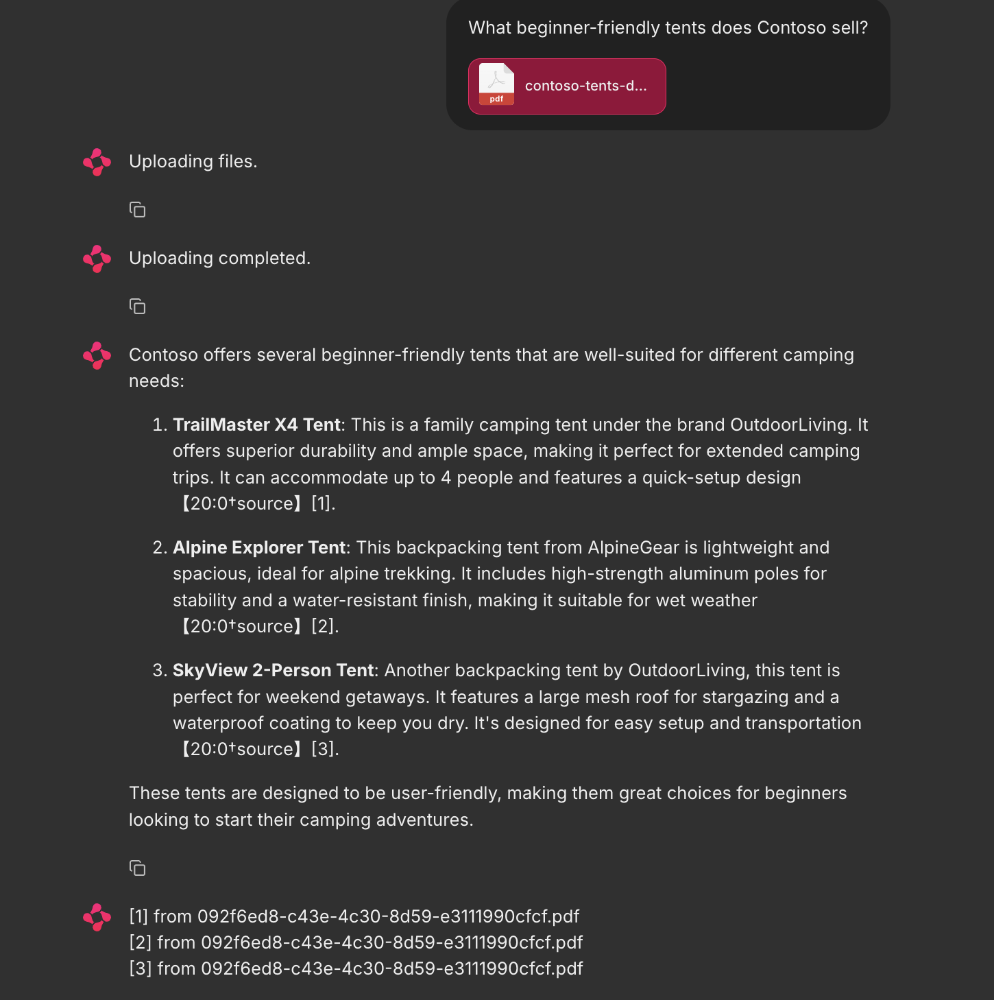 What beginner-friendly tents does Contoso sell?
pdf
contoso-tents-d...
Uploading files.
Uploading completed.
Contoso offers several beginner-friendly tents that are well-suited for different camping
needs:
1. TrailMaster X4 Tent: This is a family camping tent under the brand OutdoorLiving. It
offers superior durability and ample space, making it perfect for extended camping
trips. It can accommodate up to 4 people and features a quick-setup design
【20:0†source】[1].
2. Alpine Explorer Tent: This backpacking tent from AlpineGear is lightweight and
spacious, ideal for alpine trekking. It includes high-strength aluminum poles for
stability and a water-resistant finish, making it suitable for wet weather
【20:0†source】[2].
3. SkyView 2-Person Tent: Another backpacking tent by OutdoorLiving, this tent is
perfect for weekend getaways. It features a large mesh roof for stargazing and a
waterproof coating to keep you dry. It's designed for easy setup and transportation
【20:0†source】[3].
These tents are designed to be user-friendly, making them great choices for beginners
looking to start their camping adventures.
[1] from 092f6ed8-c43e-4c30-8d59-e3111990cfcf.pdf
[2] from 092f6ed8-c43e-4c30-8d59-e3111990cfcf.pdf
[3] from 092f6ed8-c43e-4c30-8d59-e3111990cfcf.pdf